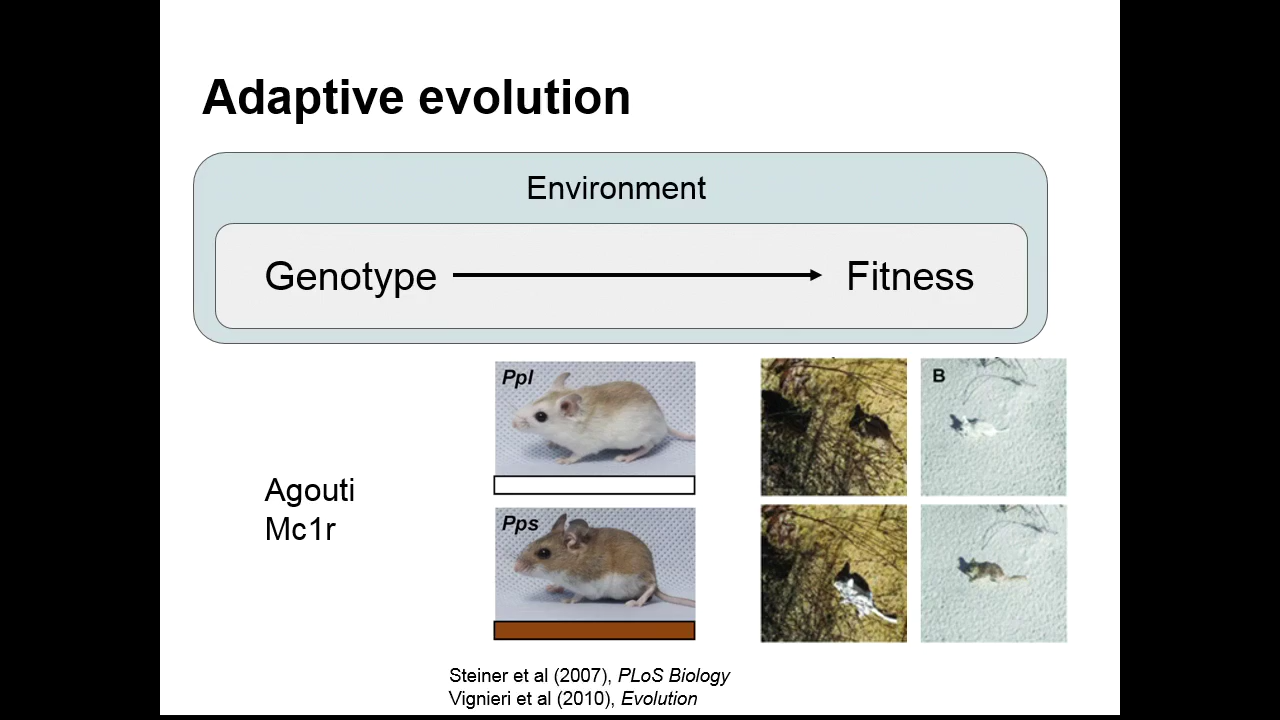 Adaptive evolution
Environment
Genotype
Fitness
Ppl
B
Agouti
Mc1r
Pps
Steiner et al (2007), PLoS Biology
Vignieri et al (2010), Evolution